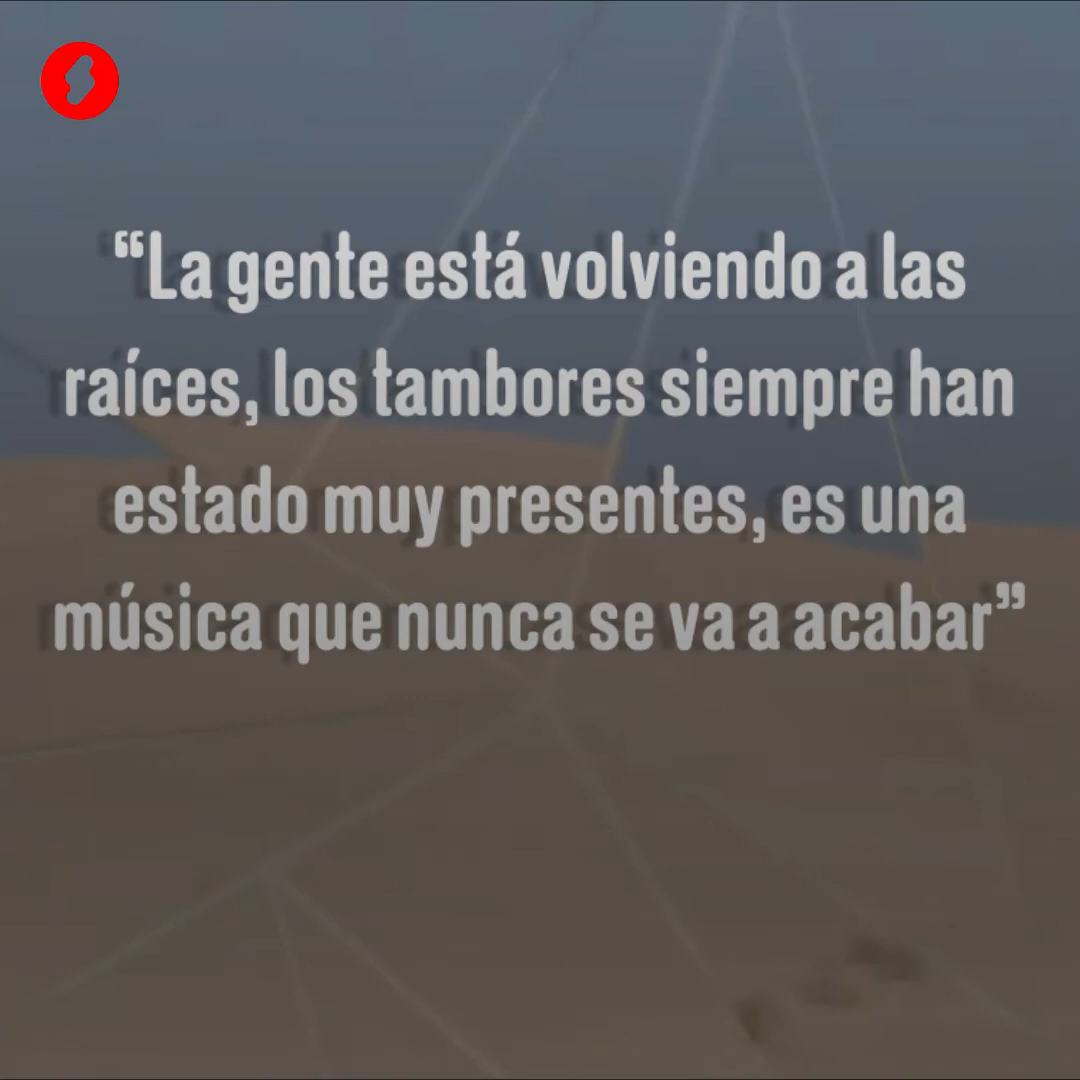 “La gente está volviendo a las
raíces, los tambores siempre han
estado muy presentes, es una
música que nunca se va a acabar”